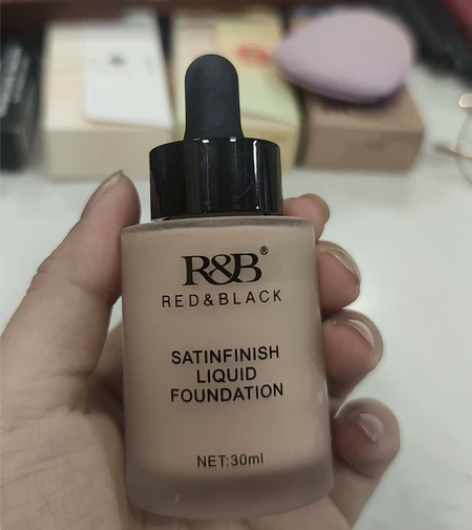 R&B®
RED&BLACK
SATINFINISH
LIQUID
FOUNDATION
NET:30ml